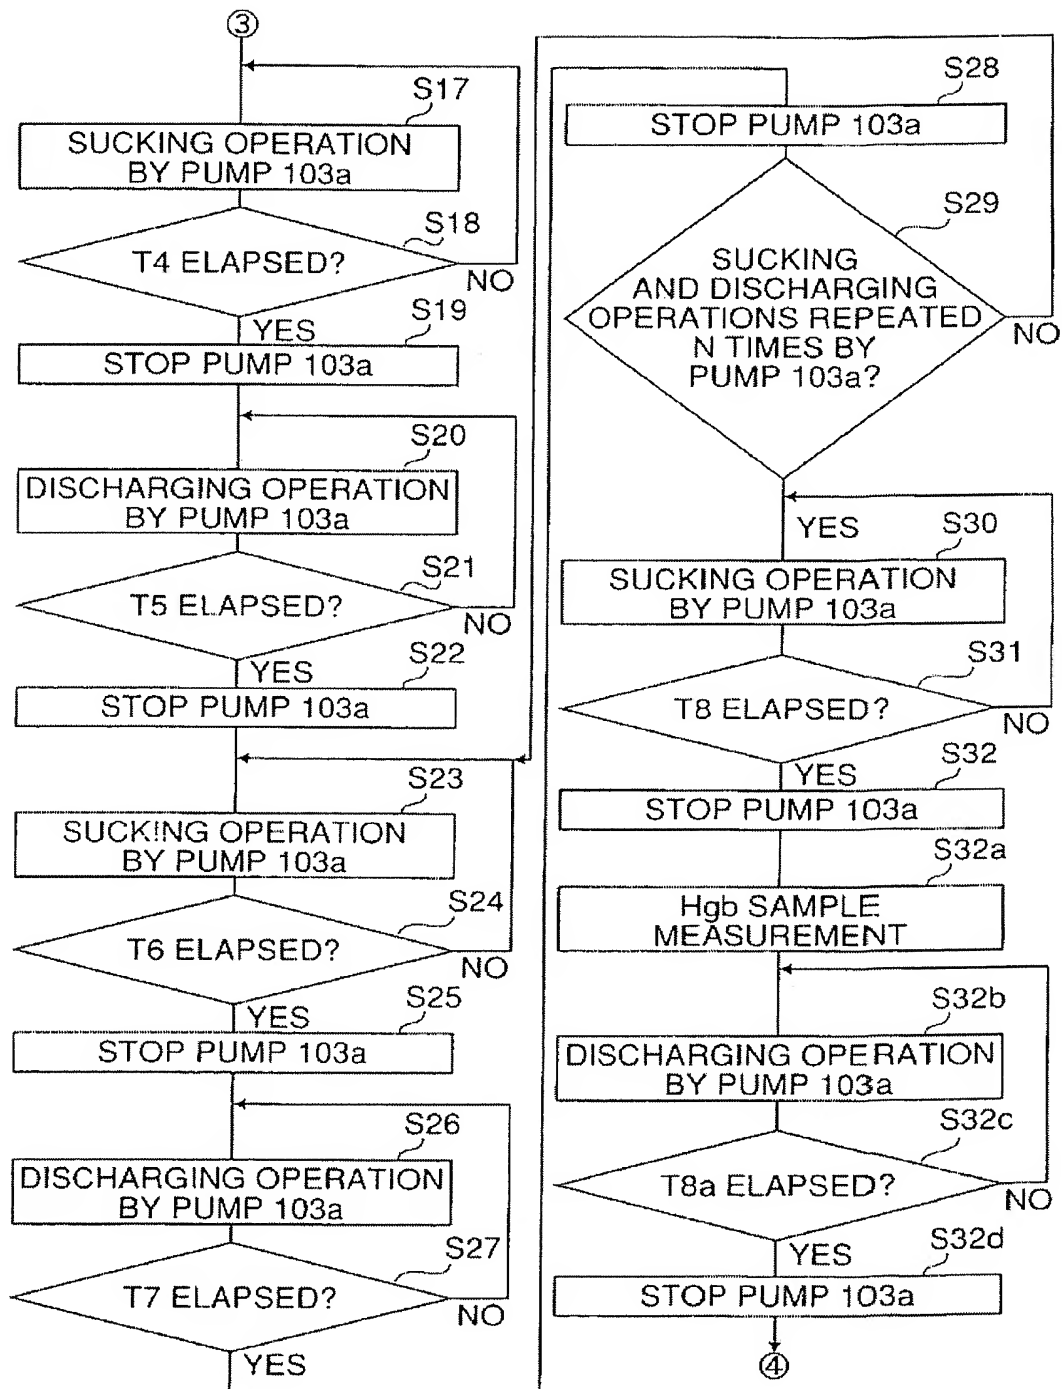 ③
S17
SUCKING OPERATION
BY PUMP 103a
S18
T4 ELAPSED?
NO
YES
S19
STOP PUMP 103a
S20
DISCHARGING OPERATION
BY PUMP 103a
S21
T5 ELAPSED?
NO
YES
S22
STOP PUMP 103a
S23
SUCKING OPERATION
BY PUMP 103a
S24
T6 ELAPSED?
NO
YES
S25
STOP PUMP 103a
S26
DISCHARGING OPERATION
BY PUMP 103a
S27
T7 ELAPSED?
NO
YES
S28
STOP PUMP 103a
S29
SUCKING
AND DISCHARGING
OPERATIONS REPEATED
N TIMES BY
PUMP 103a?
NO
YES
S30
SUCKING OPERATION
BY PUMP 103a
S31
T8 ELAPSED?
NO
YES
S32
STOP PUMP 103a
S32a
Hgb SAMPLE
MEASUREMENT
S32b
DISCHARGING OPERATION
BY PUMP 103a
S32c
T8a ELAPSED?
NO
YES
S32d
STOP PUMP 103a
④